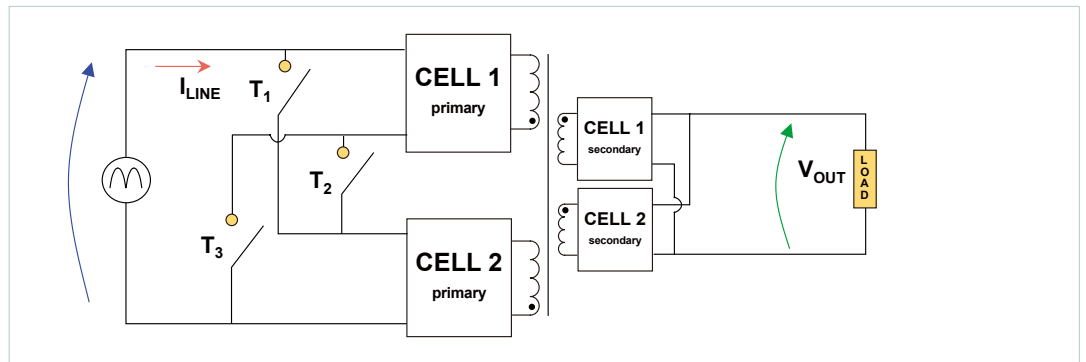 I_LINE
T_1
T_2
T_3
CELL 1
primary
CELL 2
primary
CELL 1
secondary
CELL 2
secondary
V_OUT
LOAD